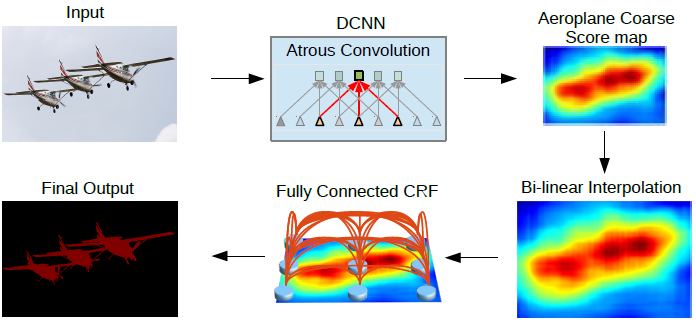 Input
DCNN
Atrous Convolution
Aeroplane Coarse
Score map
Final Output
Fully Connected CRF
Bi-linear Interpolation